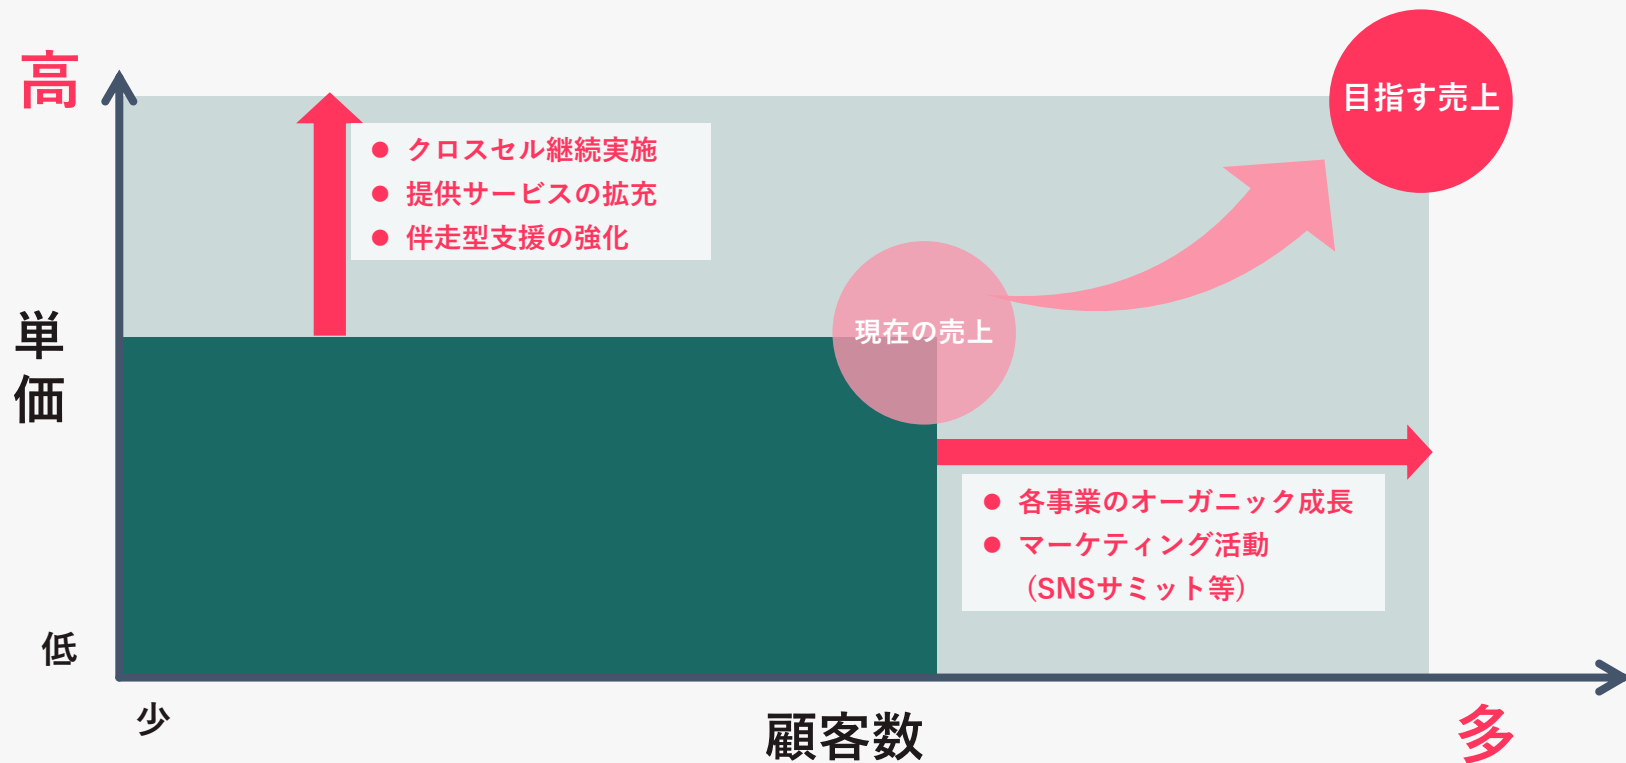 高
目指す売上
クロスセル継続実施
提供サービスの拡充
伴走型支援の強化
現在の売上
単
価
各事業のオーガニック成長
マーケティング活動
（SNSサミット等）
低
少
顧客数
多